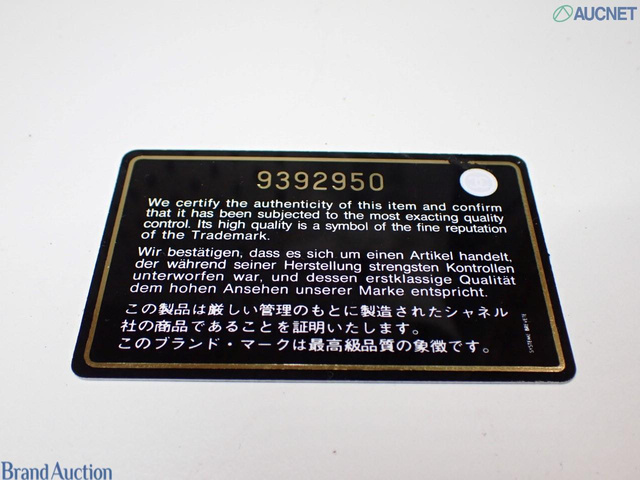 AUCNET
9392950
We certify the authenticity of this item and confirm
that it has been subjected to the most exacting quality
control. Its high quality is a symbol of the fine reputation
of the Trademark.
Wir bestätigen, dass es sich um einen Artikel handelt,
der während seiner Herstellung strengsten Kontrollen
unterworfen war, und dessen erstklassige Qualität
dem hohen Ansehen unserer Marke entspricht.
この製品は厳しい管理のもとに製造されたシャネル
社の商品であることを証明いたします。
このブランド・マークは最高級品質の象徴です。
Brand Auction